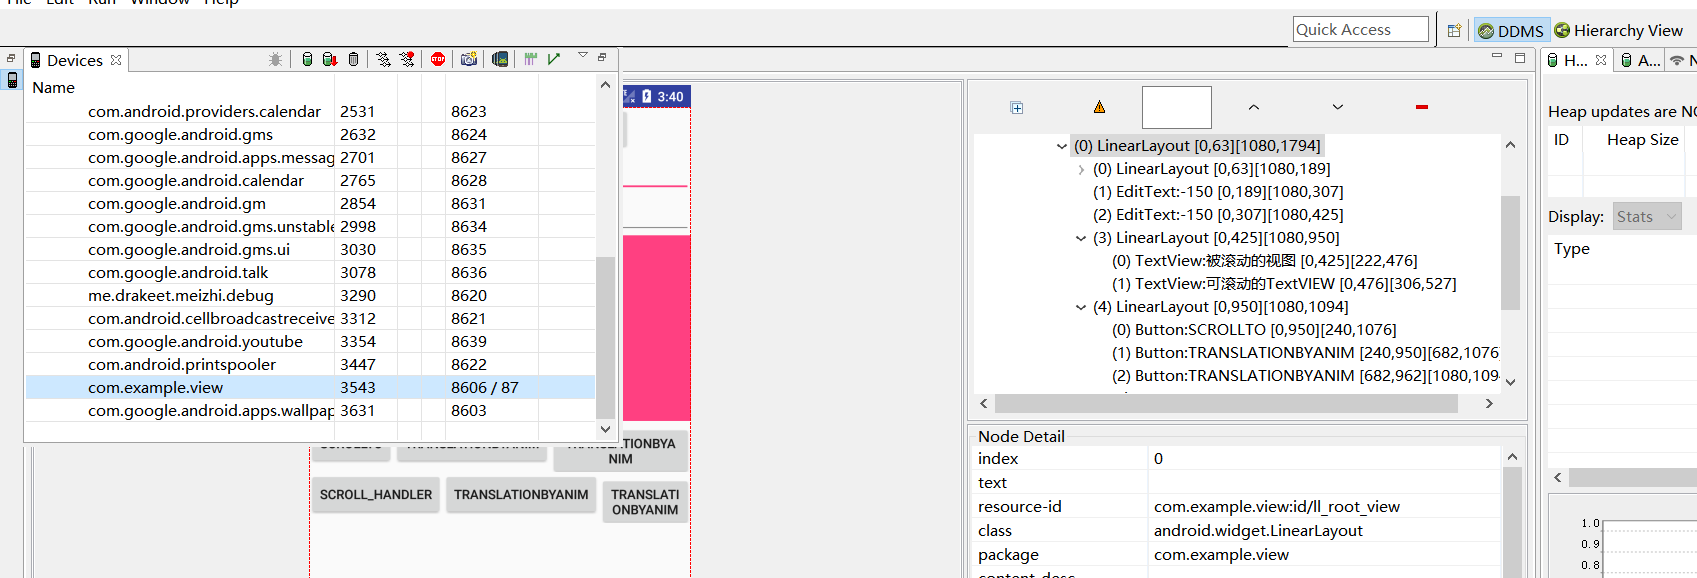 File Edit Run Window Help
Quick Access
DDMS
Hierarchy View
Devices
Name
com.android.providers.calendar 2531 8623
com.google.android.gms 2632 8624
com.google.android.apps.messag 2701 8627
com.google.android.calendar 2765 8628
com.google.android.gm 2854 8631
com.google.android.gms.unstable 2998 8634
com.google.android.gms.ui 3030 8635
com.google.android.talk 3078 8636
me.drakeet.meizhi.debug 3290 8620
com.android.cellbroadcastreceive 3312 8621
com.google.android.youtube 3354 8639
com.android.printspooler 3447 8622
com.example.view 3543 8606 / 87
com.google.android.apps.wallpap 3631 8603
3:40
TRANSLATIONBYA
NIM
SCROLL_HANDLER
TRANSLATIONBYANIM
TRANSLATI
ONBYANIM
(0) LinearLayout [0,63][1080,1794]
(0) LinearLayout [0,63][1080,189]
(1) EditText:-150 [0,189][1080,307]
(2) EditText:-150 [0,307][1080,425]
(3) LinearLayout [0,425][1080,950]
(0) TextView:被滚动的视图 [0,425][222,476]
(1) TextView:可滚动的TextVIEW [0,476][306,527]
(4) LinearLayout [0,950][1080,1094]
(0) Button:SCROLLTO [0,950][240,1076]
(1) Button:TRANSLATIONBYANIM [240,950][682,1076]
(2) Button:TRANSLATIONBYANIM [682,962][1080,109
Node Detail
index 0
text
resource-id com.example.view:id/ll_root_view
class android.widget.LinearLayout
package com.example.view
content-desc
H...
A...
N
Heap updates are NO
ID Heap Size
Display: Stats
Type
1.0
0.9
0.8